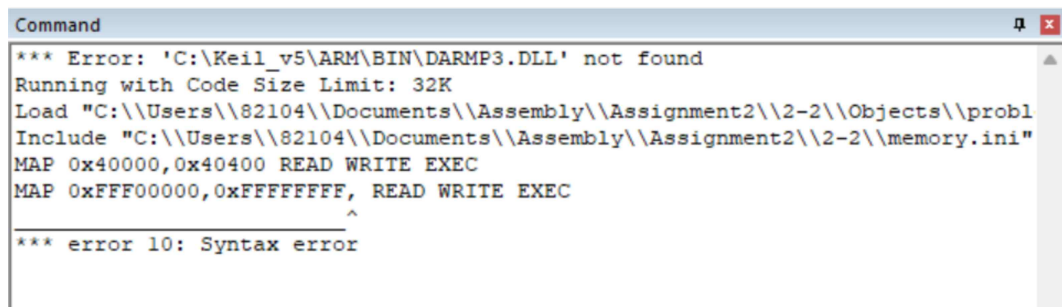 Command
*** Error: 'C:\Keil_v5\ARM\BIN\DARMP3.DLL' not found
Running with Code Size Limit: 32K
Load "C:\\Users\\82104\\Documents\\Assembly\\Assignment2\\2-2\\Objects\\probl
Include "C:\\Users\\82104\\Documents\\Assembly\\Assignment2\\2-2\\memory.ini"
MAP 0x40000,0x40400 READ WRITE EXEC
MAP 0xFFF00000,0xFFFFFFFF, READ WRITE EXEC
^
*** error 10: Syntax error